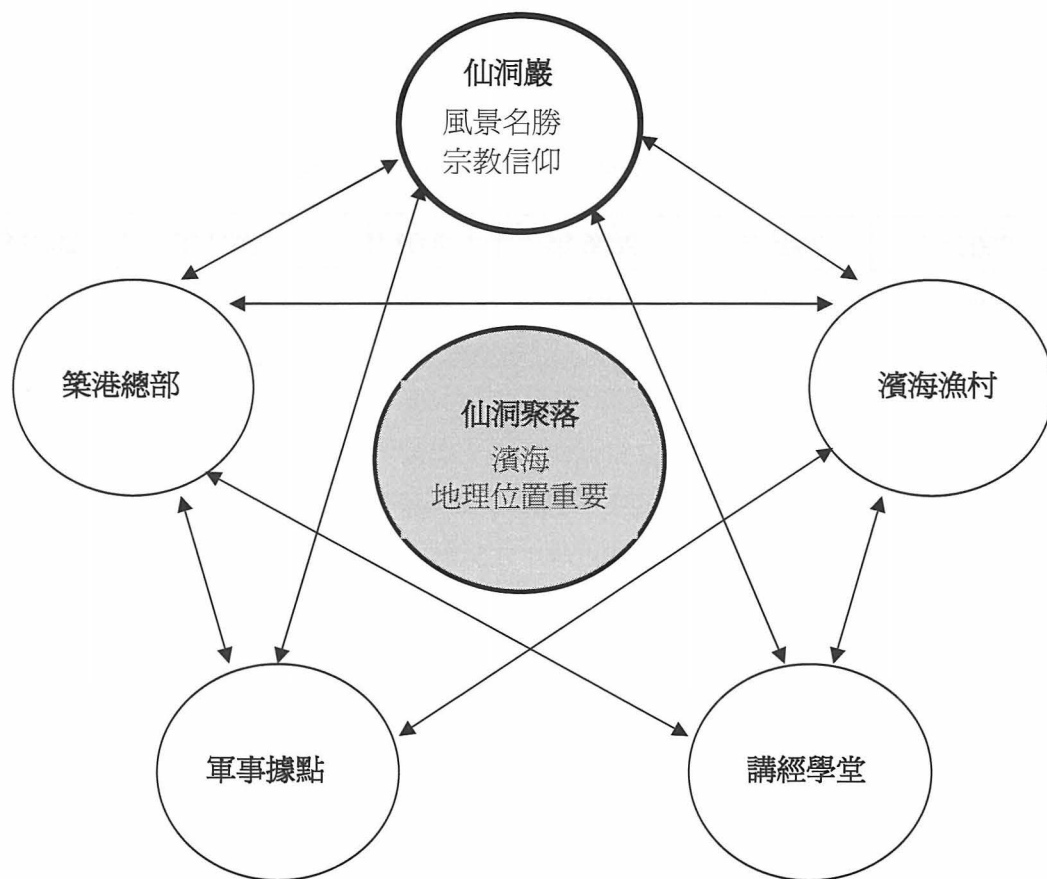 仙洞巖
風景名勝
宗教信仰
築港總部
濱海漁村
仙洞聚落
濱海
地理位置重要
軍事據點
講經學堂